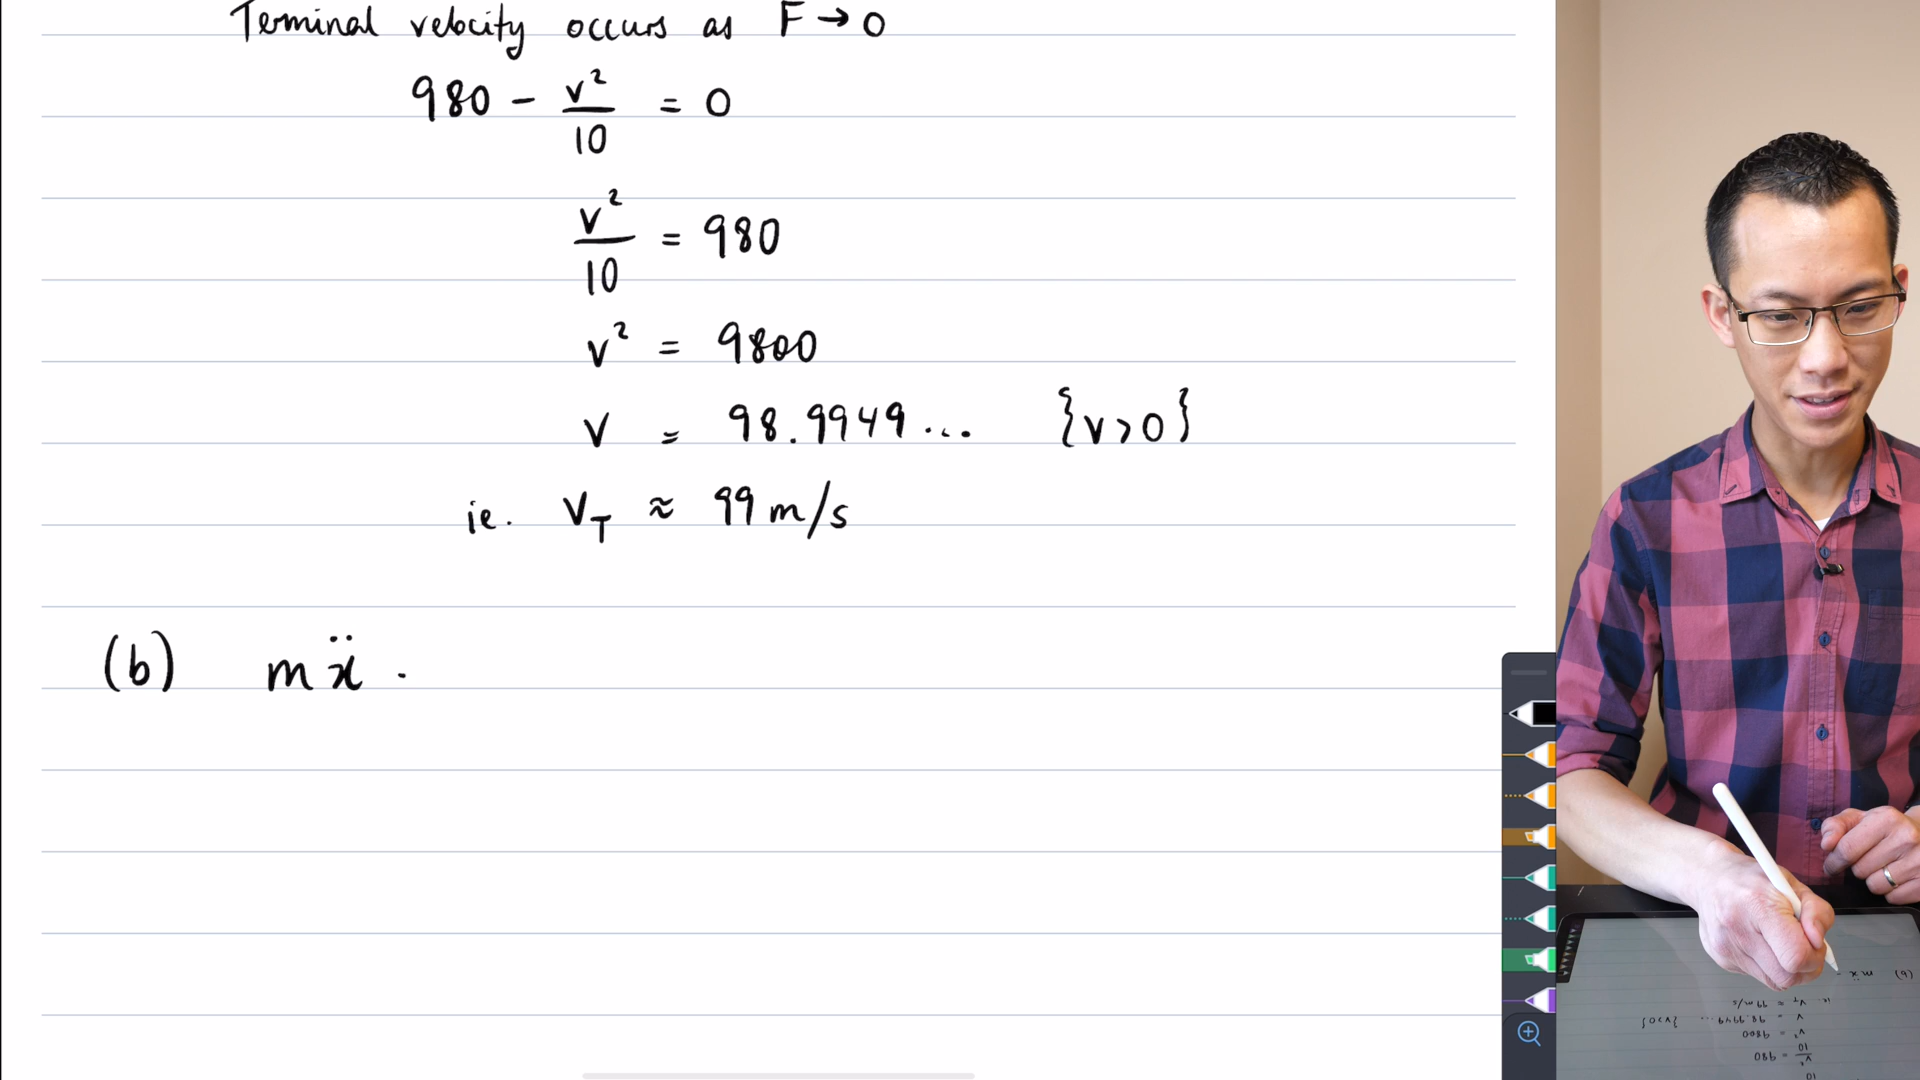 Terminal velocity occurs as F → 0
980 - v²/10 = 0
v²/10 = 980
v² = 9800
v = 98.9949... {v>0}
ie. v_T ≈ 99 m/s
(b) mẍ